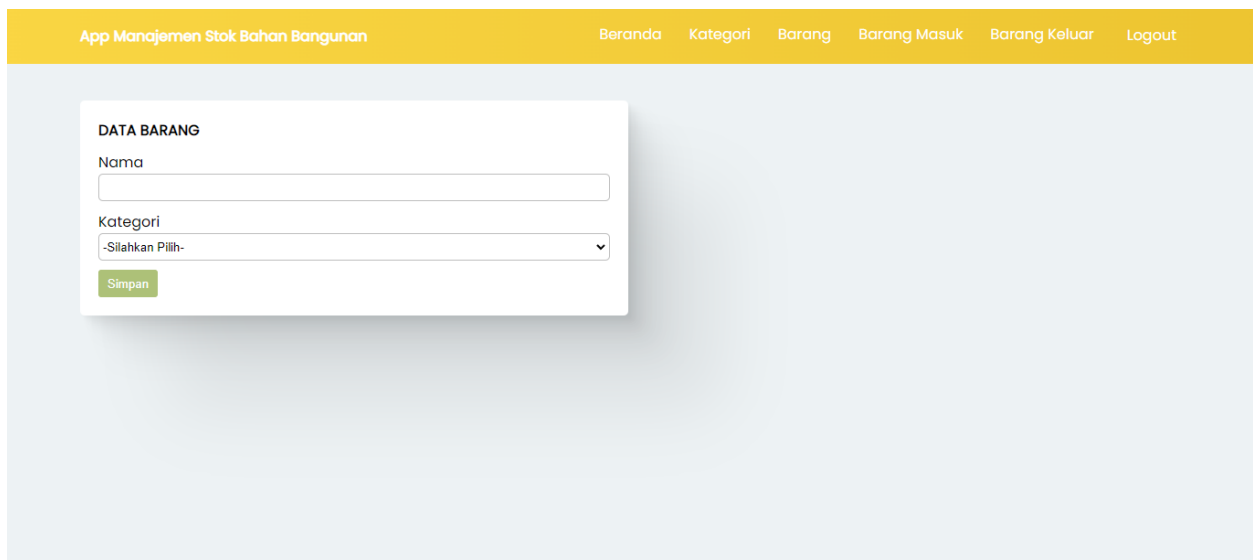 App Manajemen Stok Bahan Bangunan Beranda Kategori Barang Barang Masuk Barang Keluar Logout
DATA BARANG
Nama
Kategori
-Silahkan Pilih-
Simpan